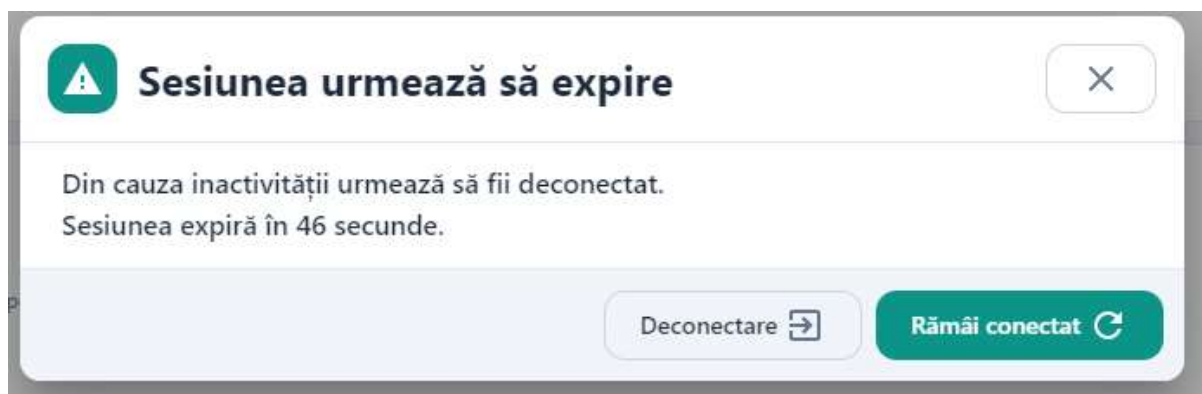 Sesiunea urmează să expire
Din cauza inactivității urmează să fii deconectat.
Sesiunea expiră în 46 secunde.
Deconectare
Rămâi conectat